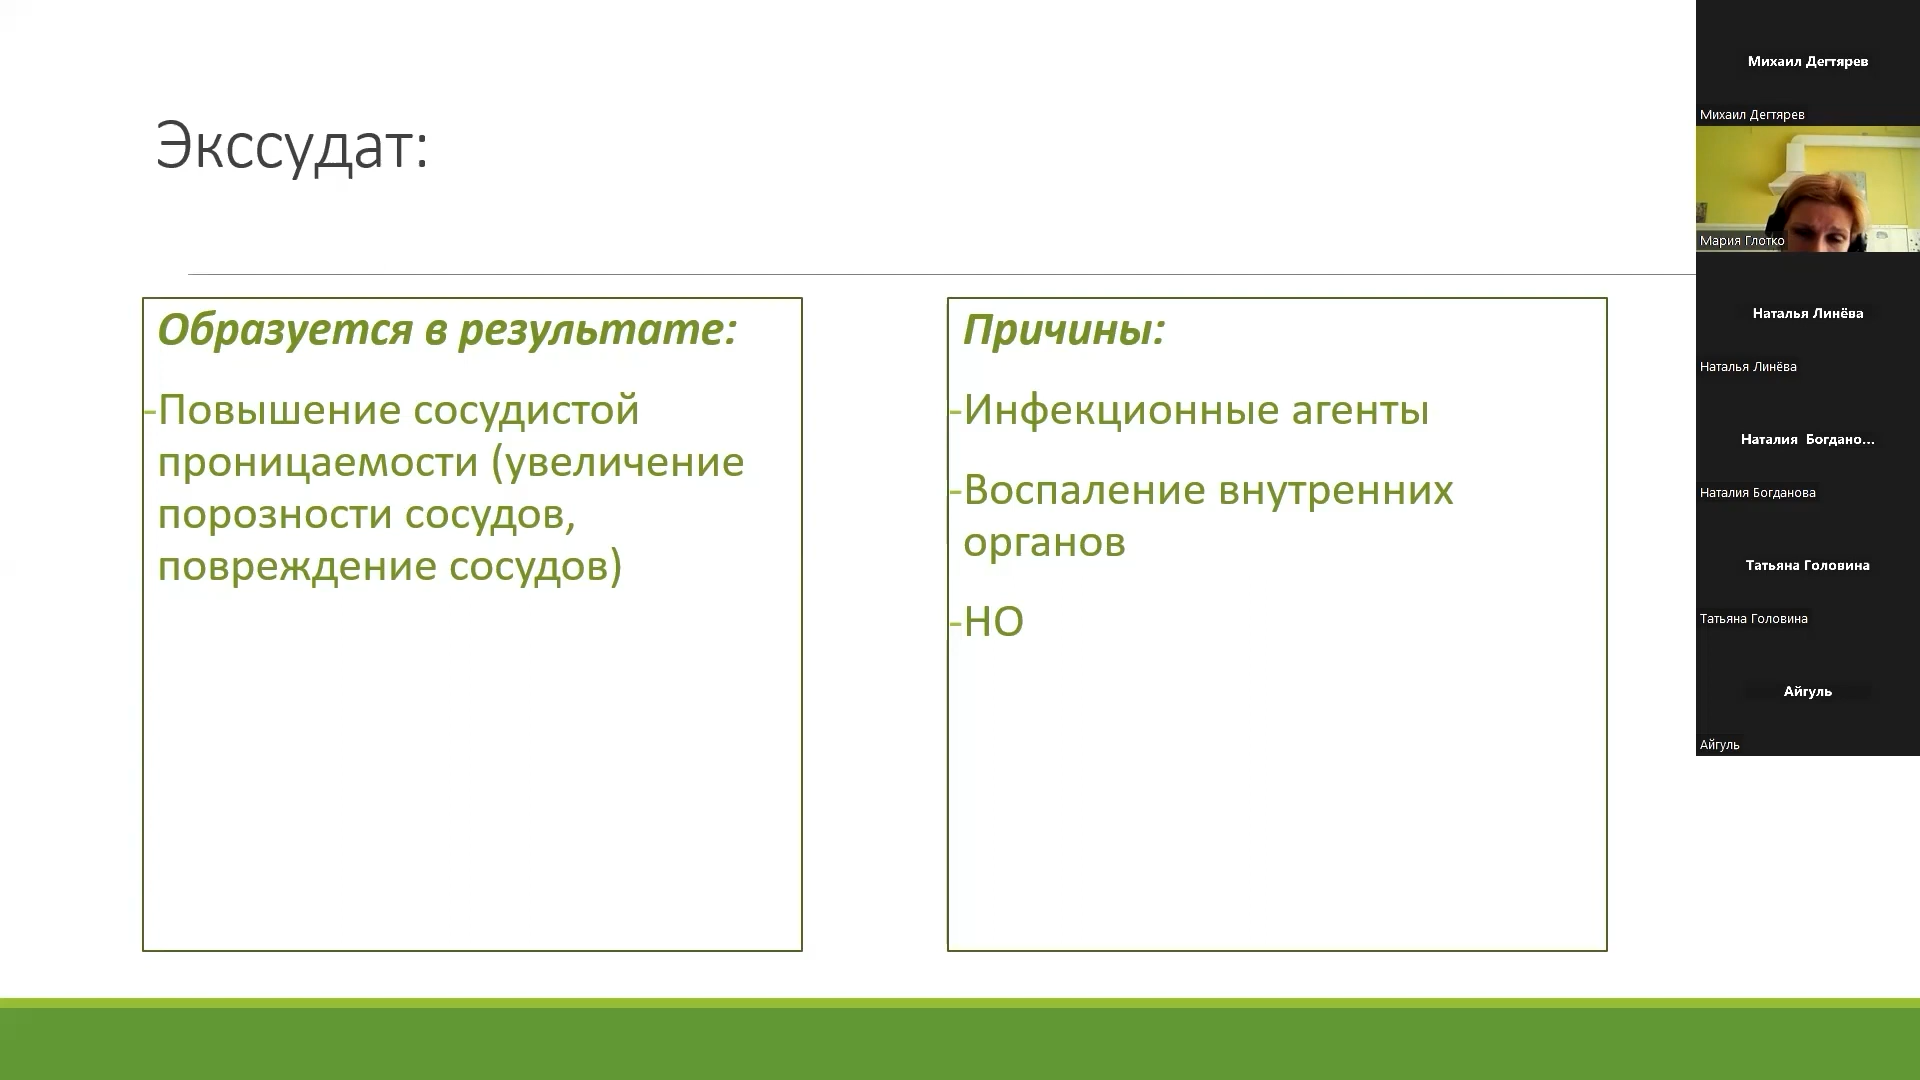 Экссудат:
Образуется в результате:
-Повышение сосудистой
проницаемости (увеличение
порозности сосудов,
повреждение сосудов)
Причины:
-Инфекционные агенты
-Воспаление внутренних
органов
-НО
Михаил Дегтярев
Михаил Дегтярев
Мария Глотко
Наталья Линёва
Наталья Линёва
Наталия Богдано...
Наталия Богданова
Татьяна Головина
Татьяна Головина
Айгуль
Айгуль